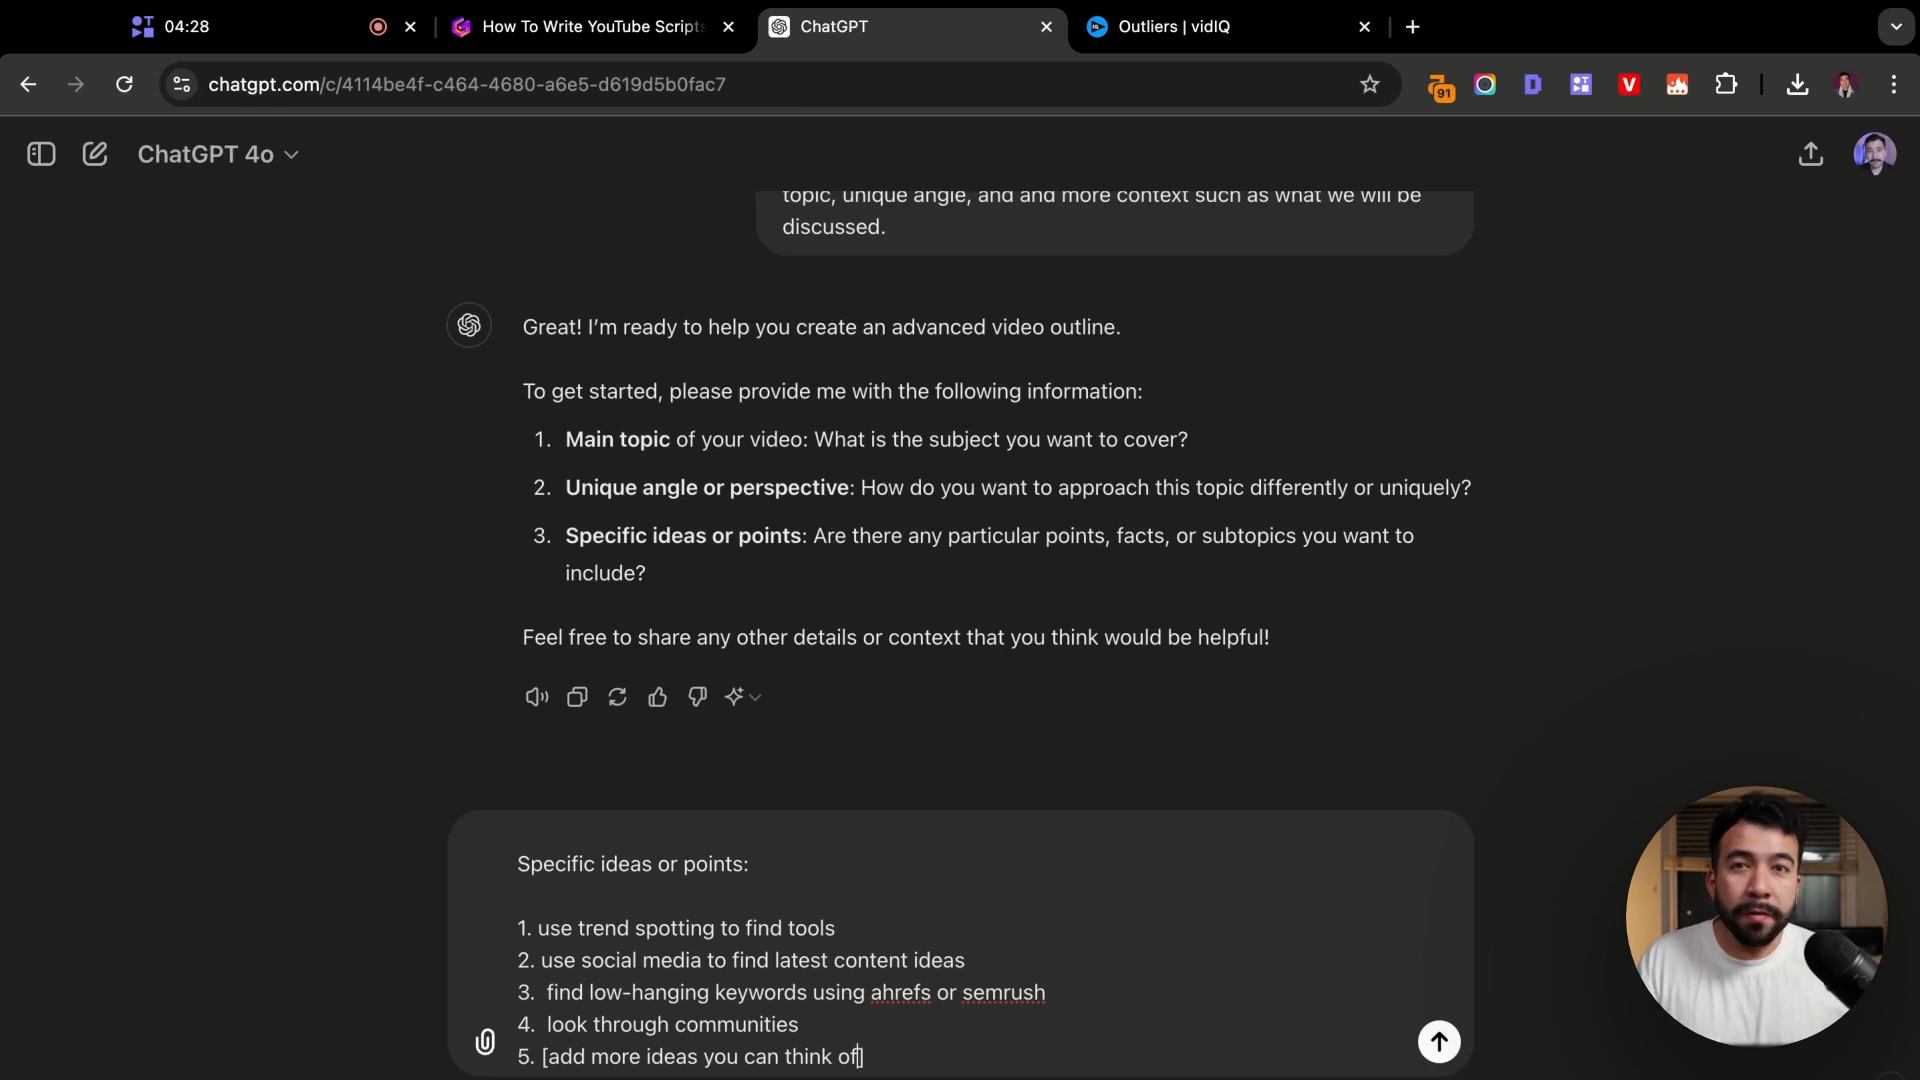 04:28
How To Write YouTube Scripts
ChatGPT
Outliers | vidIQ
chatgpt.com/c/4114be4f-c464-4680-a6e5-d619d5b0fac7
91
ChatGPT 4o
topic, unique angle, and and more context such as what we will be
discussed.
Great! I’m ready to help you create an advanced video outline.
To get started, please provide me with the following information:
1. Main topic of your video: What is the subject you want to cover?
2. Unique angle or perspective: How do you want to approach this topic differently or uniquely?
3. Specific ideas or points: Are there any particular points, facts, or subtopics you want to
include?
Feel free to share any other details or context that you think would be helpful!
Specific ideas or points:
1. use trend spotting to find tools
2. use social media to find latest content ideas
3. find low-hanging keywords using ahrefs or semrush
4. look through communities
5. [add more ideas you can think of]